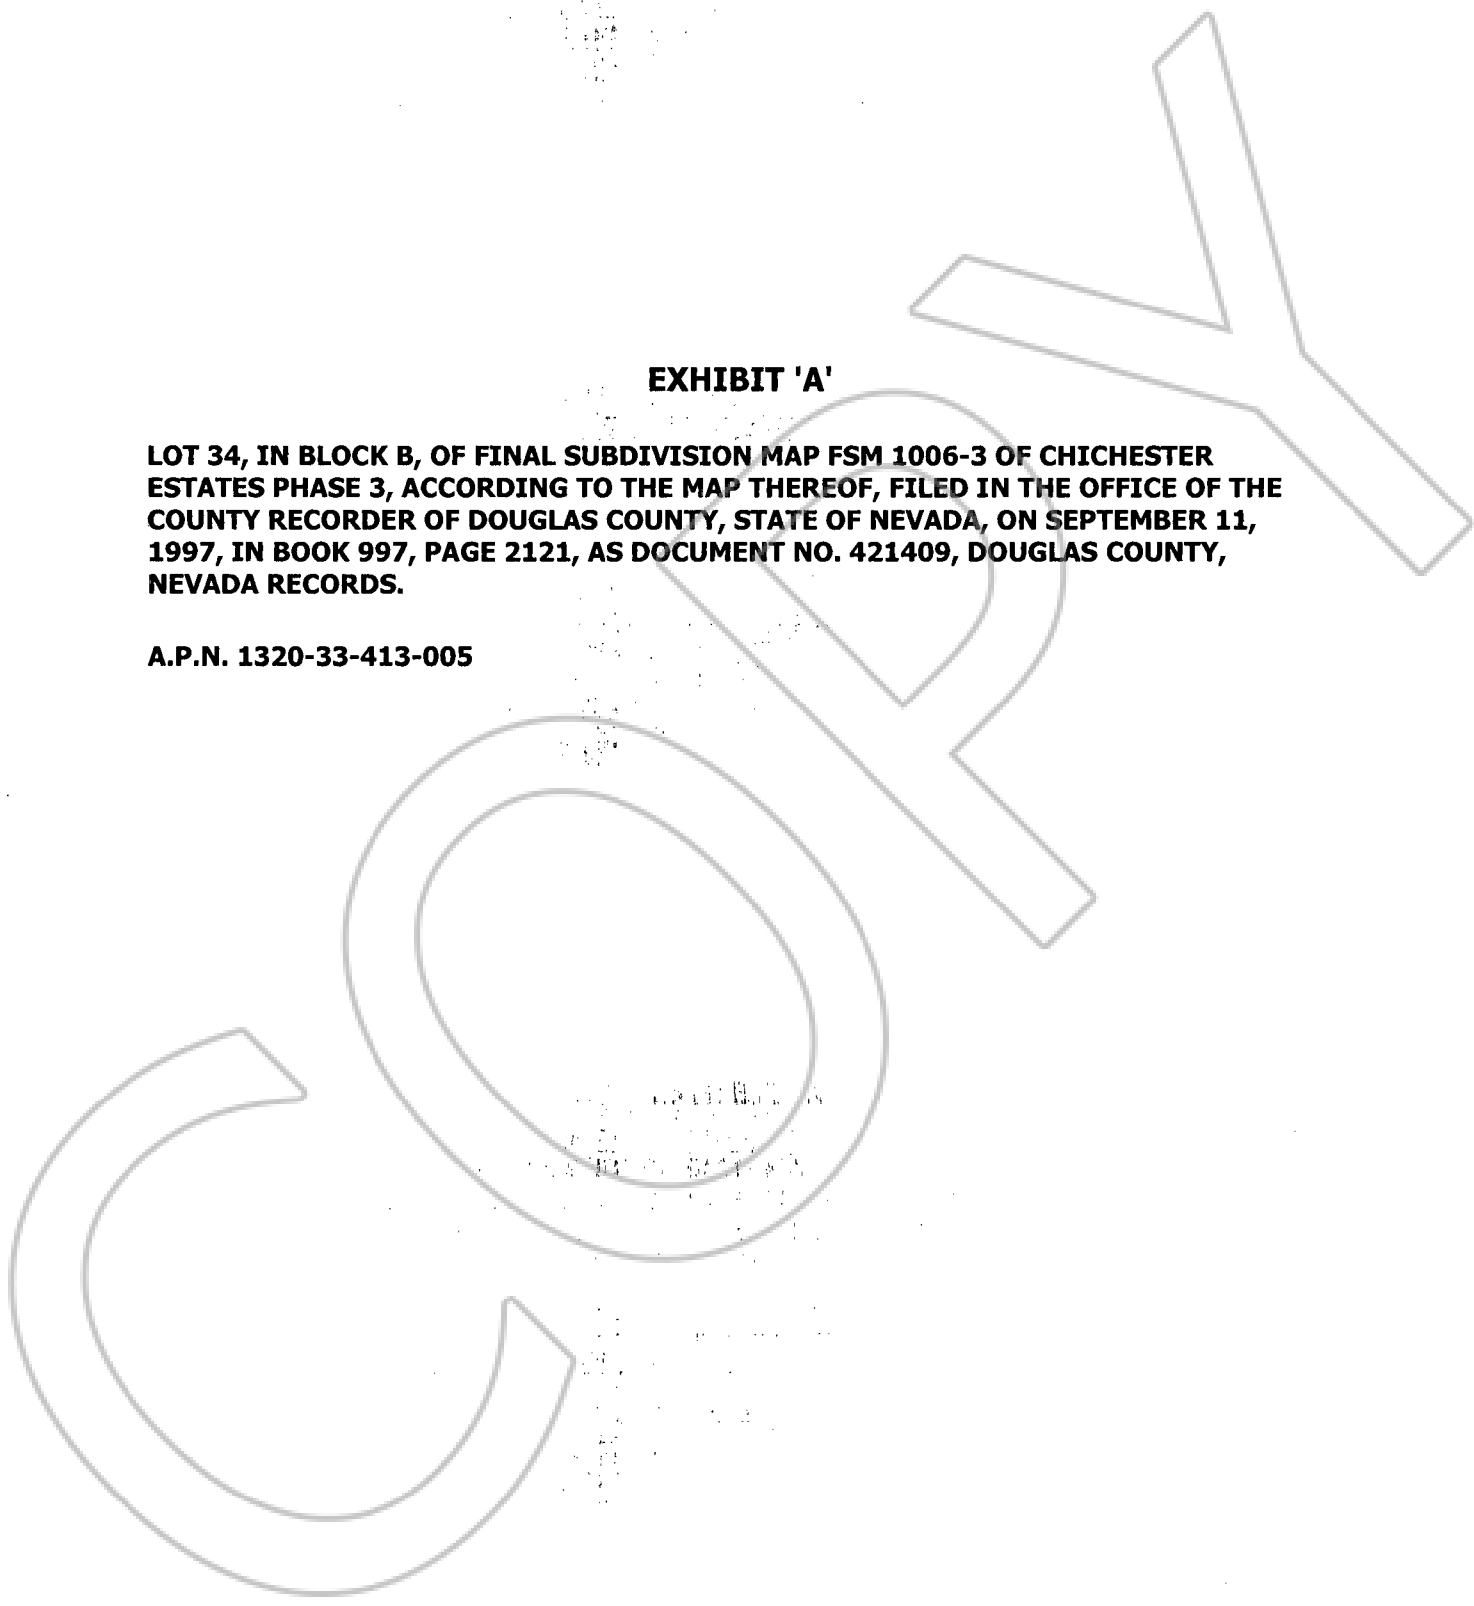 EXHIBIT 'A'
LOT 34, IN BLOCK B, OF FINAL SUBDIVISION MAP FSM 1006-3 OF CHICHESTER
ESTATES PHASE 3, ACCORDING TO THE MAP THEREOF, FILED IN THE OFFICE OF THE
COUNTY RECORDER OF DOUGLAS COUNTY, STATE OF NEVADA, ON SEPTEMBER 11,
1997, IN BOOK 997, PAGE 2121, AS DOCUMENT NO. 421409, DOUGLAS COUNTY,
NEVADA RECORDS.
A.P.N. 1320-33-413-005
COPY